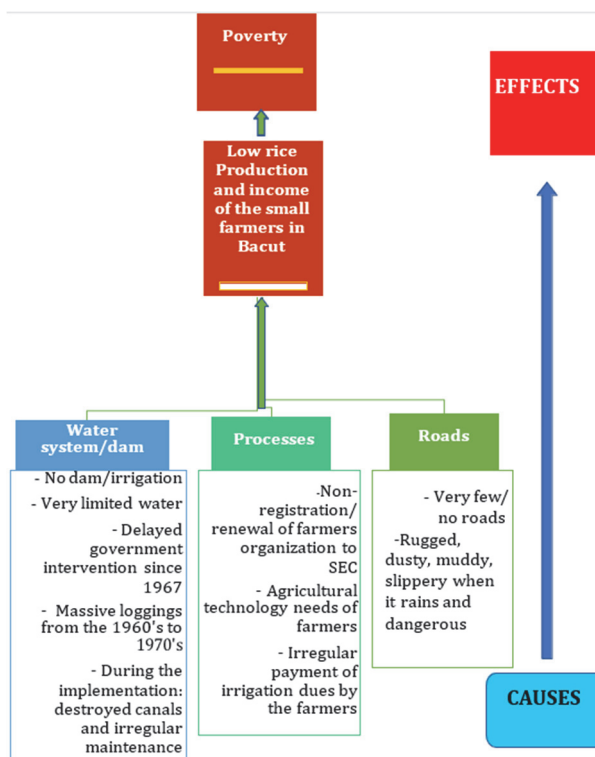 Poverty
EFFECTS
Low rice
Production
and income
of the small
farmers in
Bacut
Water
system/dam
- No dam/irrigation
- Very limited water
- Delayed
government
intervention since
1967
- Massive loggings
from the 1960's to
1970's
- During the
implementation:
destroyed canals
and irregular
maintenance
Processes
-Non-
registration/
renewal of farmers
organization to
SEC
- Agricultural
technology needs of
farmers
- Irregular
payment of
irrigation dues by
the farmers
Roads
- Very few/
no roads
-Rugged,
dusty, muddy,
slippery when
it rains and
dangerous
CAUSES